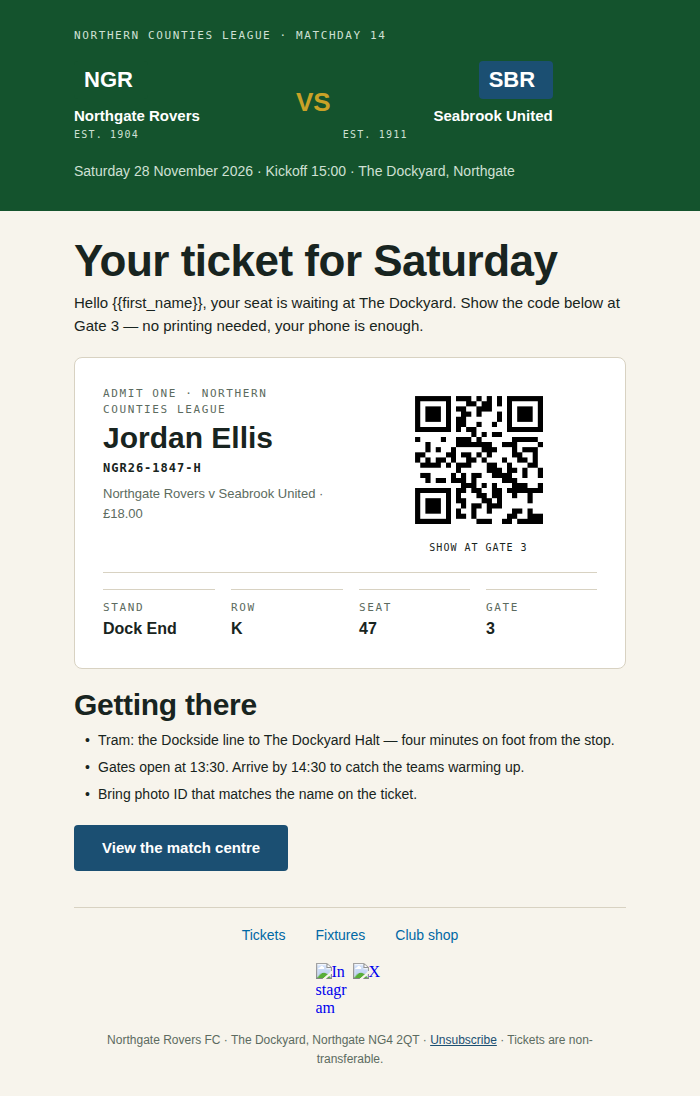 NORTHERN COUNTIES LEAGUE · MATCHDAY 14
NGR
VS
SBR
Northgate Rovers
Seabrook United
EST. 1904
EST. 1911
Saturday 28 November 2026 · Kickoff 15:00 · The Dockyard, Northgate
Your ticket for Saturday
Hello {{first_name}}, your seat is waiting at The Dockyard. Show the code below at
Gate 3 — no printing needed, your phone is enough.
ADMIT ONE · NORTHERN
COUNTIES LEAGUE
Jordan Ellis
NGR26-1847-H
Northgate Rovers v Seabrook United ·
£18.00
SHOW AT GATE 3
STAND
ROW
SEAT
GATE
Dock End
K
47
3
Getting there
• Tram: the Dockside line to The Dockyard Halt — four minutes on foot from the stop.
• Gates open at 13:30. Arrive by 14:30 to catch the teams warming up.
• Bring photo ID that matches the name on the ticket.
View the match centre
Tickets
Fixtures
Club shop
In
stagr
am
X
Northgate Rovers FC · The Dockyard, Northgate NG4 2QT · Unsubscribe · Tickets are non-
transferable.